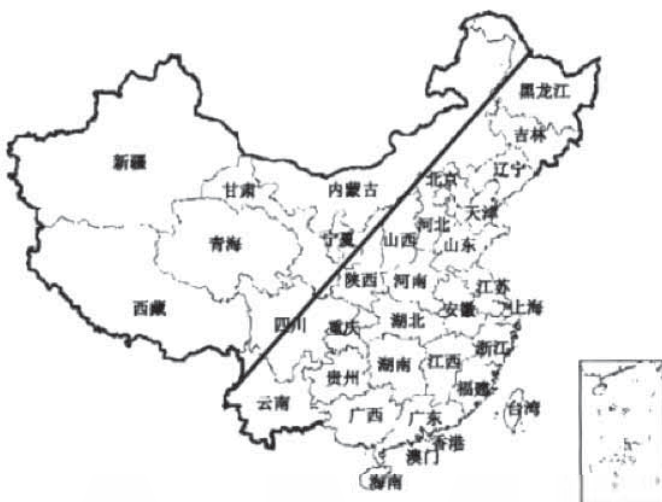 黑龙江
吉林
辽宁
新疆
甘肃
内蒙古
北京
天津
河北
宁夏
山西
山东
青海
陕西
河南
西藏
江苏
安徽
上海
四川
重庆
湖北
浙江
湖南
江西
贵州
福建
云南
广西
广东
台湾
香港
澳门
海南